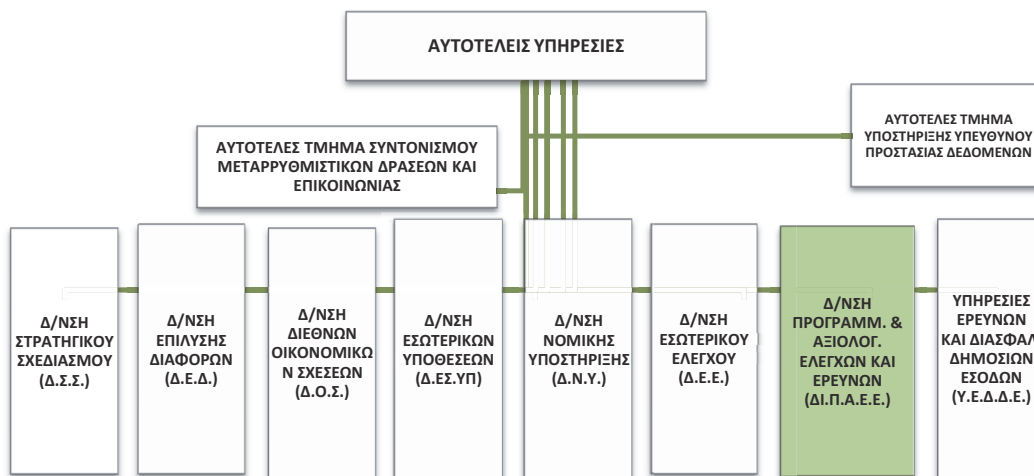 ΑΥΤΟΤΕΛΕΙΣ ΥΠΗΡΕΣΙΕΣ
ΑΥΤΟΤΕΛΕΣ ΤΜΗΜΑ ΣΥΝΤΟΝΙΣΜΟΥ
ΜΕΤΑΡΡΥΘΜΙΣΤΙΚΩΝ ΔΡΑΣΕΩΝ ΚΑΙ
ΕΠΙΚΟΙΝΩΝΙΑΣ
ΑΥΤΟΤΕΛΕΣ ΤΜΗΜΑ
ΥΠΟΣΤΗΡΙΞΗΣ ΥΠΕΥΘΥΝΟΥ
ΠΡΟΣΤΑΣΙΑΣ ΔΕΔΟΜΕΝΩΝ
Δ/ΝΣΗ
ΣΤΡΑΤΗΓΙΚΟΥ
ΣΧΕΔΙΑΣΜΟΥ
(Δ.Σ.Σ.)
Δ/ΝΣΗ
ΕΠΙΛΥΣΗΣ
ΔΙΑΦΟΡΩΝ
(Δ.Ε.Δ.)
Δ/ΝΣΗ
ΔΙΕΘΝΩΝ
ΟΙΚΟΝΟΜΙΚΩ
Ν ΣΧΕΣΕΩΝ
(Δ.Ο.Σ.)
Δ/ΝΣΗ
ΕΣΩΤΕΡΙΚΩΝ
ΥΠΟΘΕΣΕΩΝ
(Δ.ΕΣ.ΥΠ)
Δ/ΝΣΗ
ΝΟΜΙΚΗΣ
ΥΠΟΣΤΗΡΙΞΗΣ
(Δ.Ν.Υ.)
Δ/ΝΣΗ
ΕΣΩΤΕΡΙΚΟΥ
ΕΛΕΓΧΟΥ
(Δ.Ε.Ε.)
Δ/ΝΣΗ
ΠΡΟΓΡΑΜΜ. &
ΑΞΙΟΛΟΓ.
ΕΛΕΓΧΩΝ ΚΑΙ
ΕΡΕΥΝΩΝ
(ΔΙ.Π.Α.Ε.Ε.)
ΥΠΗΡΕΣΙΕΣ
ΕΡΕΥΝΩΝ
ΚΑΙ ΔΙΑΣΦΑΛ
ΔΗΜΟΣΙΩΝ
ΕΣΟΔΩΝ
(Υ.Ε.Δ.Δ.Ε.)